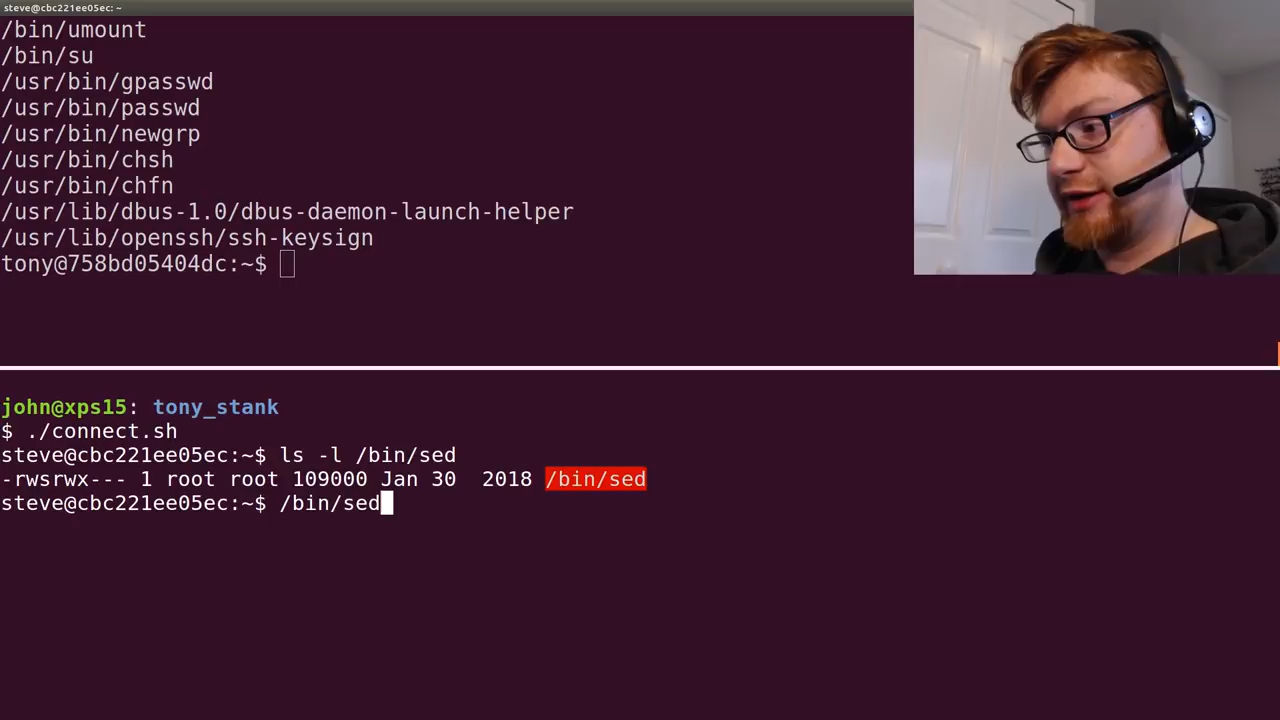 steve@cbc221ee05ec: ~
/bin/umount
/bin/su
/usr/bin/gpasswd
/usr/bin/passwd
/usr/bin/newgrp
/usr/bin/chsh
/usr/bin/chfn
/usr/lib/dbus-1.0/dbus-daemon-launch-helper
/usr/lib/openssh/ssh-keysign
tony@758bd05404dc:~$
john@xps15: tony_stank
$ ./connect.sh
steve@cbc221ee05ec:~$ ls -l /bin/sed
-rwsrwx--- 1 root root 109000 Jan 30  2018 /bin/sed
steve@cbc221ee05ec:~$ /bin/sed